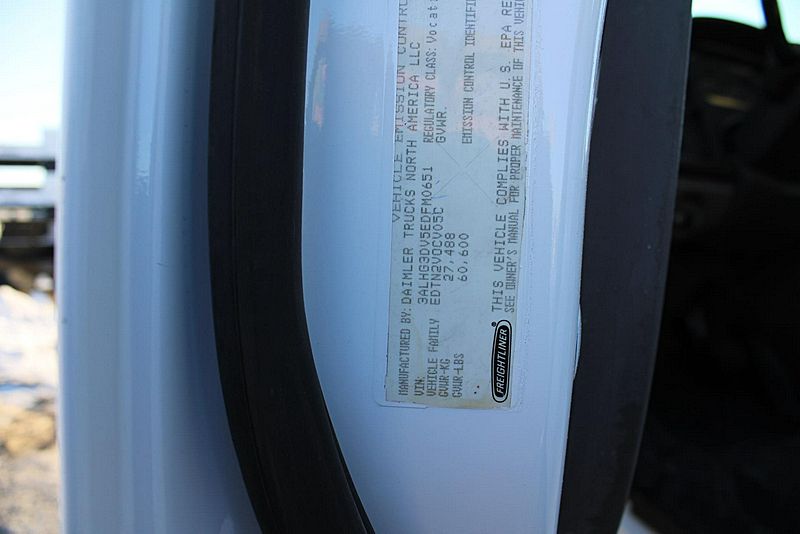 VEHICLE EMISSION CONTRO
MANUFACTURED BY: DAIMLER TRUCKS NORTH AMERICA LLC
VIN: 3ALHG3DV5EDFM0651 REGULATORY CLASS: Vocat
VEHICLE FAMILY EDTN2VOCV05C GVWR.
GVWR-KG 27,488
GVWR-LBS 60,600 EMISSION CONTROL IDENTIFI
THIS VEHICLE COMPLIES WITH U.S. EPA RE
SEE OWNER'S MANUAL FOR PROPER MAINTENANCE OF THIS VEHI
FREIGHTLINER